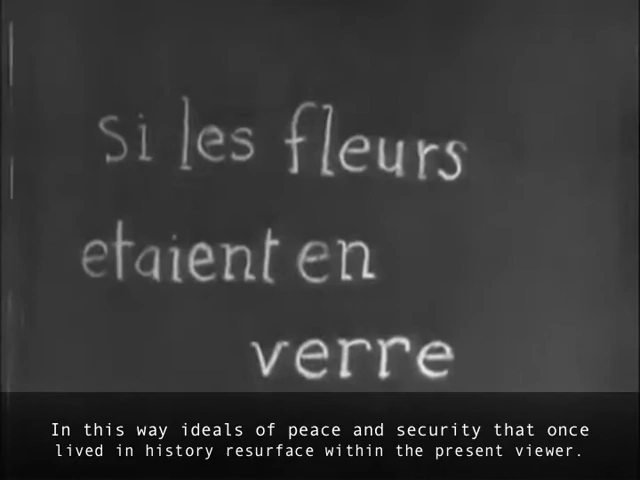 Si les fleurs
etaient en
verre
In this way ideals of peace and security that once
lived in history resurface within the present viewer.